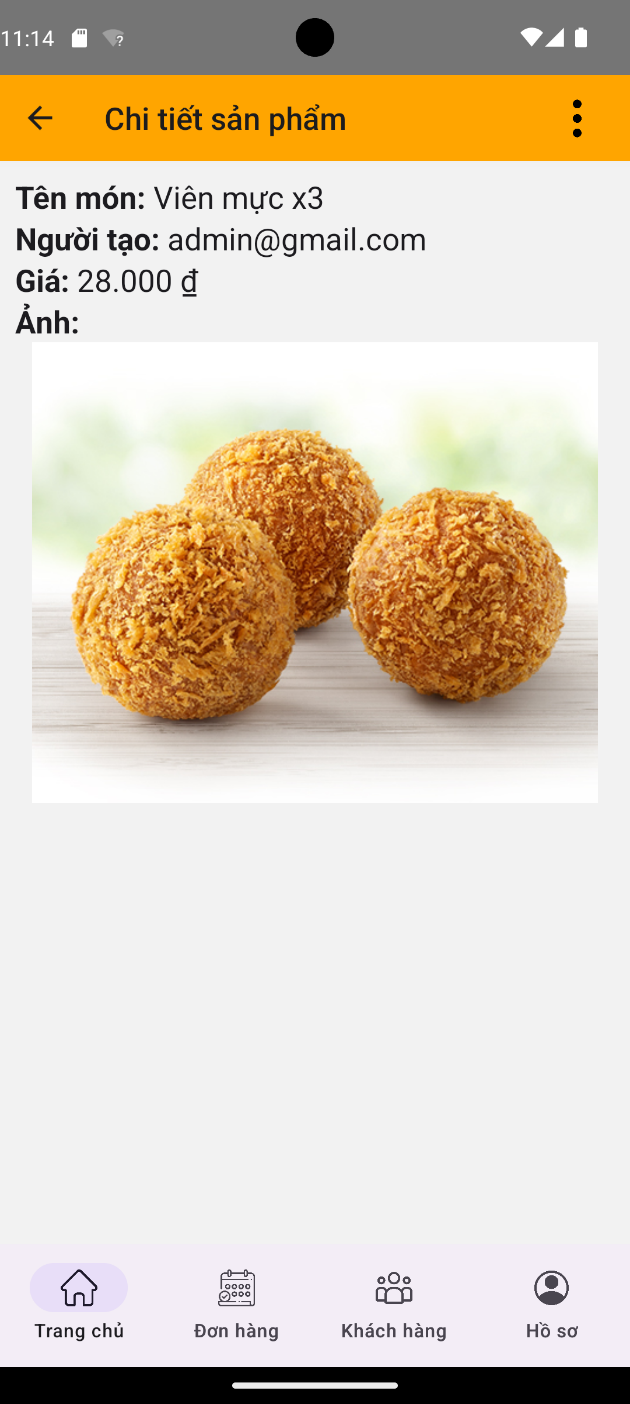 11:14
Chi tiết sản phẩm
Tên món: Viên mực x3
Người tạo: admin@gmail.com
Giá: 28.000 ₫
Ảnh:
Trang chủ
Đơn hàng
Khách hàng
Hồ sơ